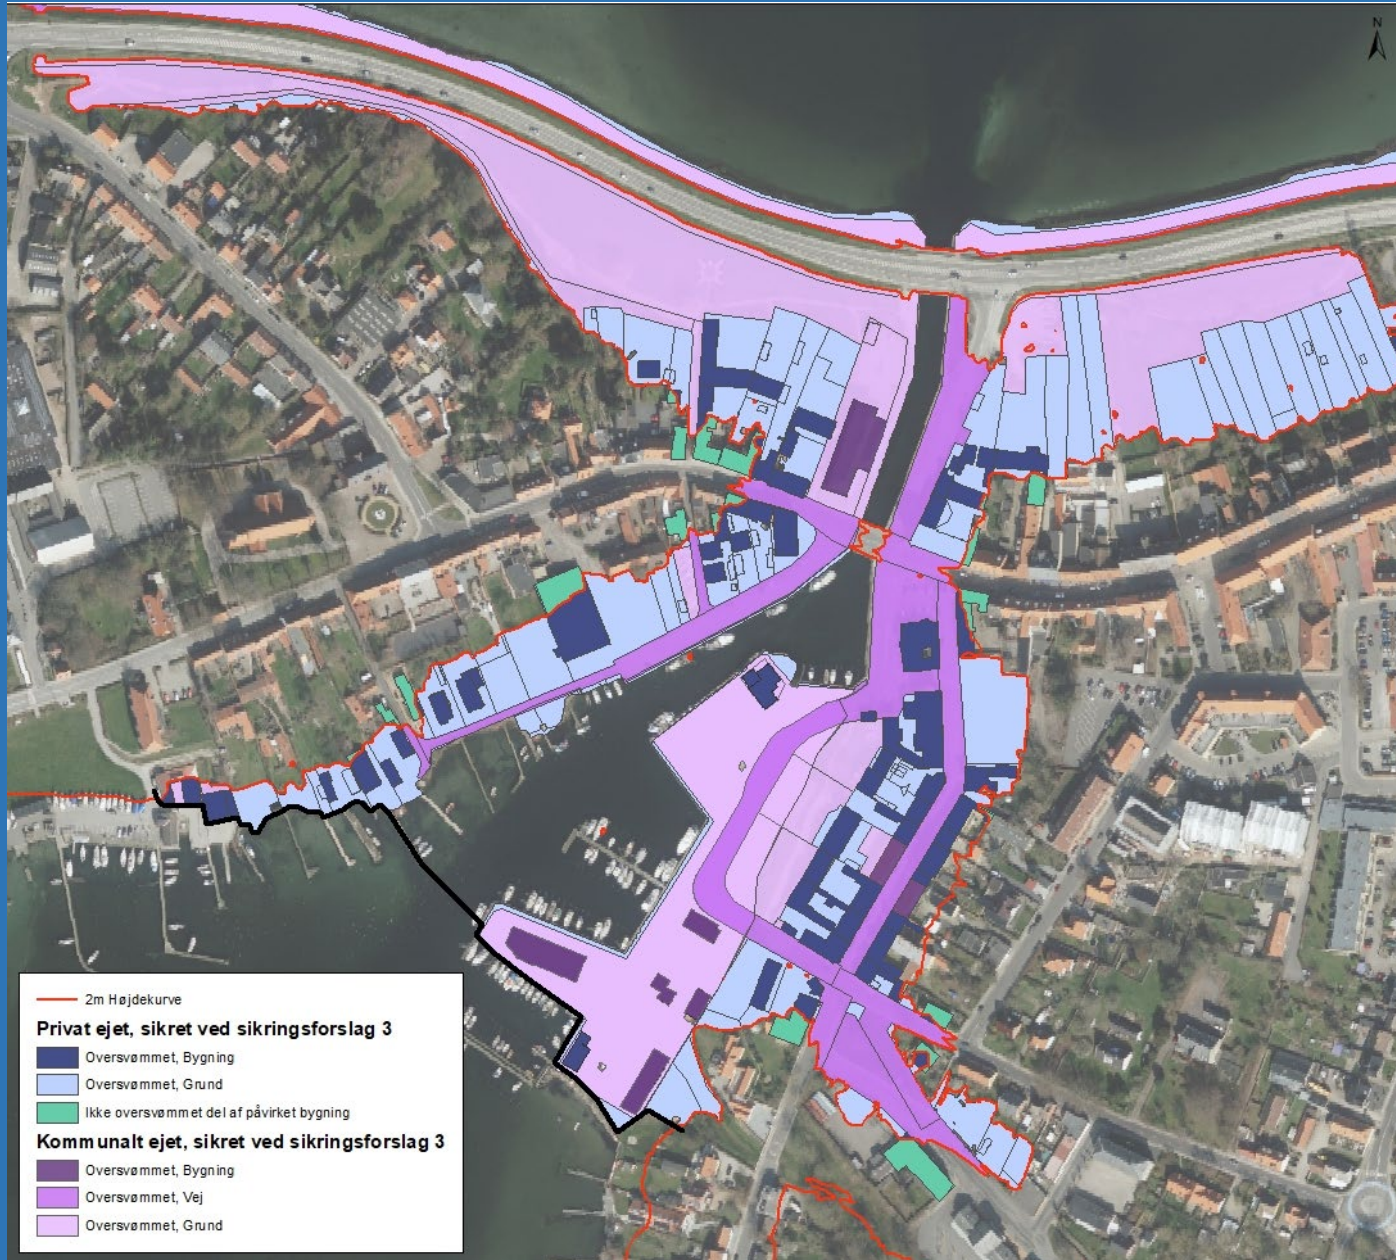 N
2m Højdekurve
Privat ejet, sikret ved sikringsforslag 3
Oversvømmet, Bygning
Oversvømmet, Grund
Ikke oversvømmet del af påvirket bygning
Kommunalt ejet, sikret ved sikringsforslag 3
Oversvømmet, Bygning
Oversvømmet, Vej
Oversvømmet, Grund